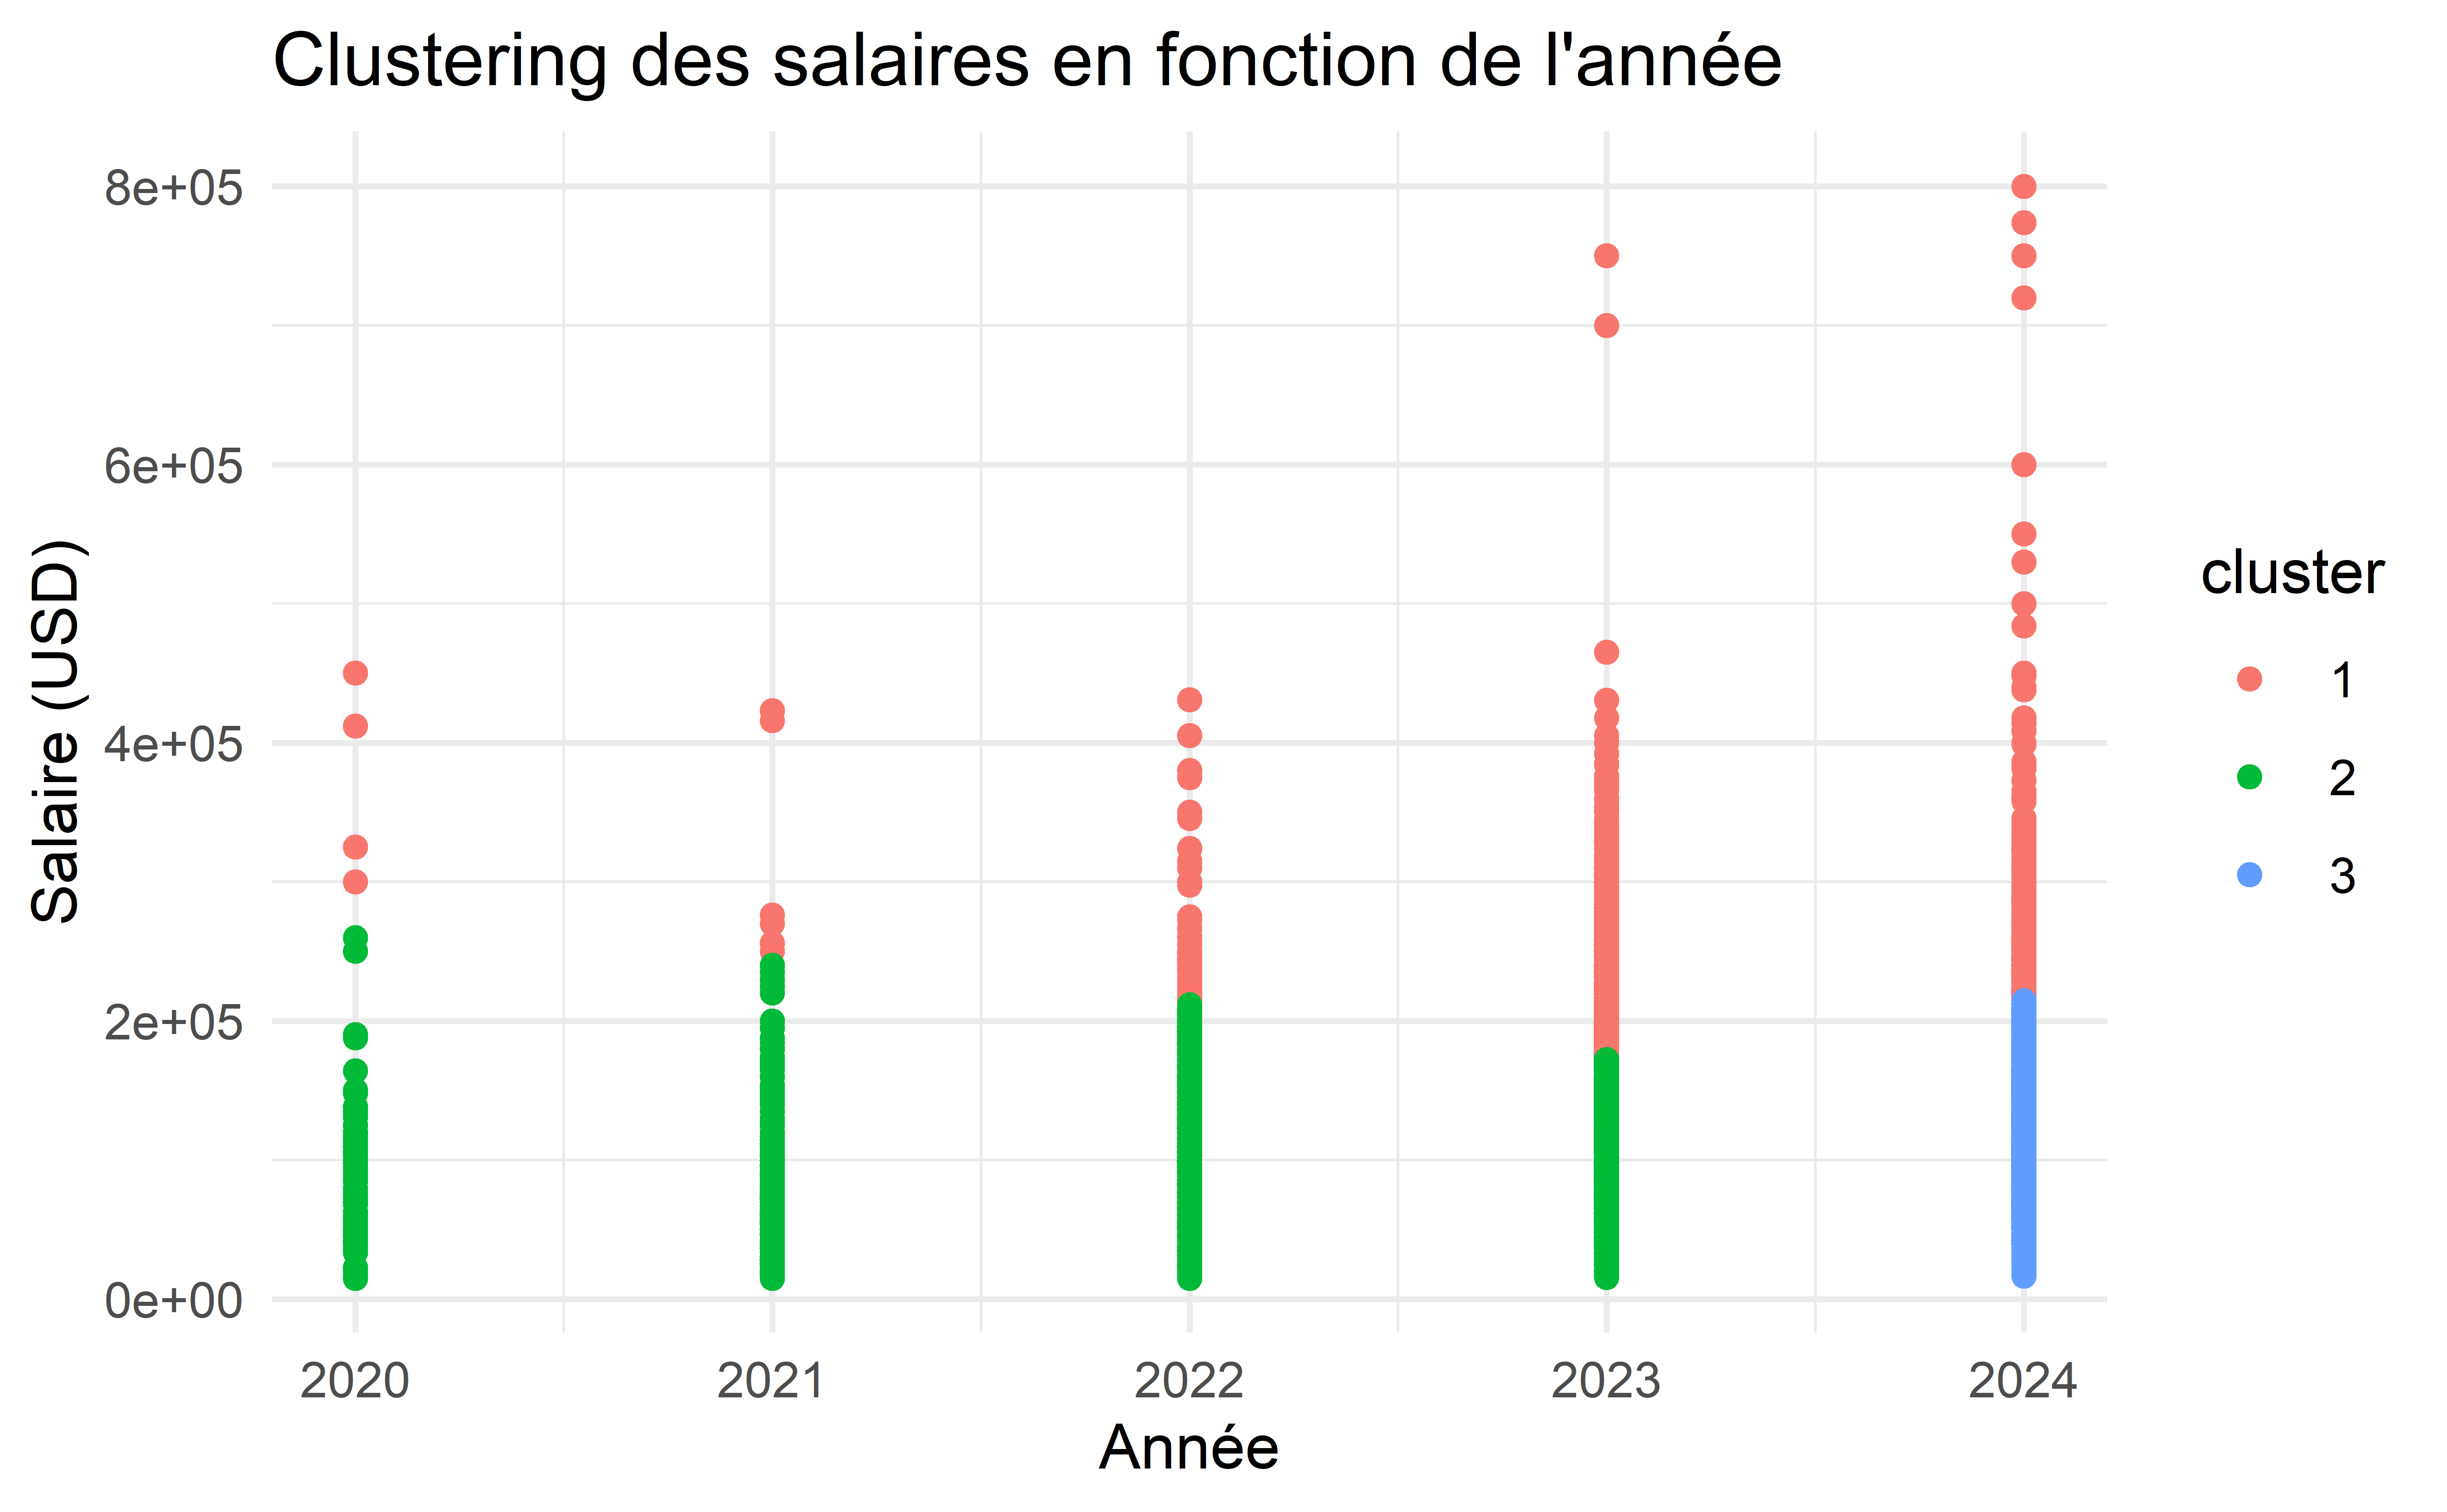 Clustering des salaires en fonction de l'année
Salaire (USD)
8e+05
6e+05
4e+05
2e+05
0e+00
2020 2021 2022 2023 2024
Année
cluster
1
2
3